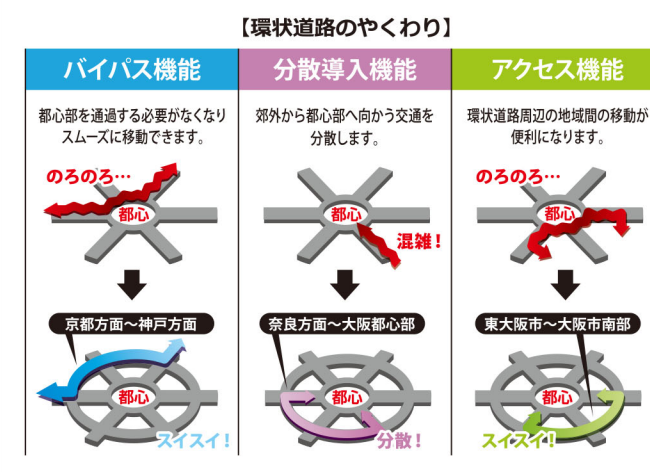 【環状道路のやくわり】
バイパス機能
都心部を通過する必要がなくなり
スムーズに移動できます。
のろのろ…
都心
京都方面～神戸方面
都心
スイスイ！
分散導入機能
郊外から都心部へ向かう交通を
分散します。
都心
混雑！
奈良方面～大阪都心部
都心
分散！
アクセス機能
環状道路周辺の地域間の移動が
便利になります。
のろのろ…
都心
東大阪市～大阪市南部
都心
スイスイ！